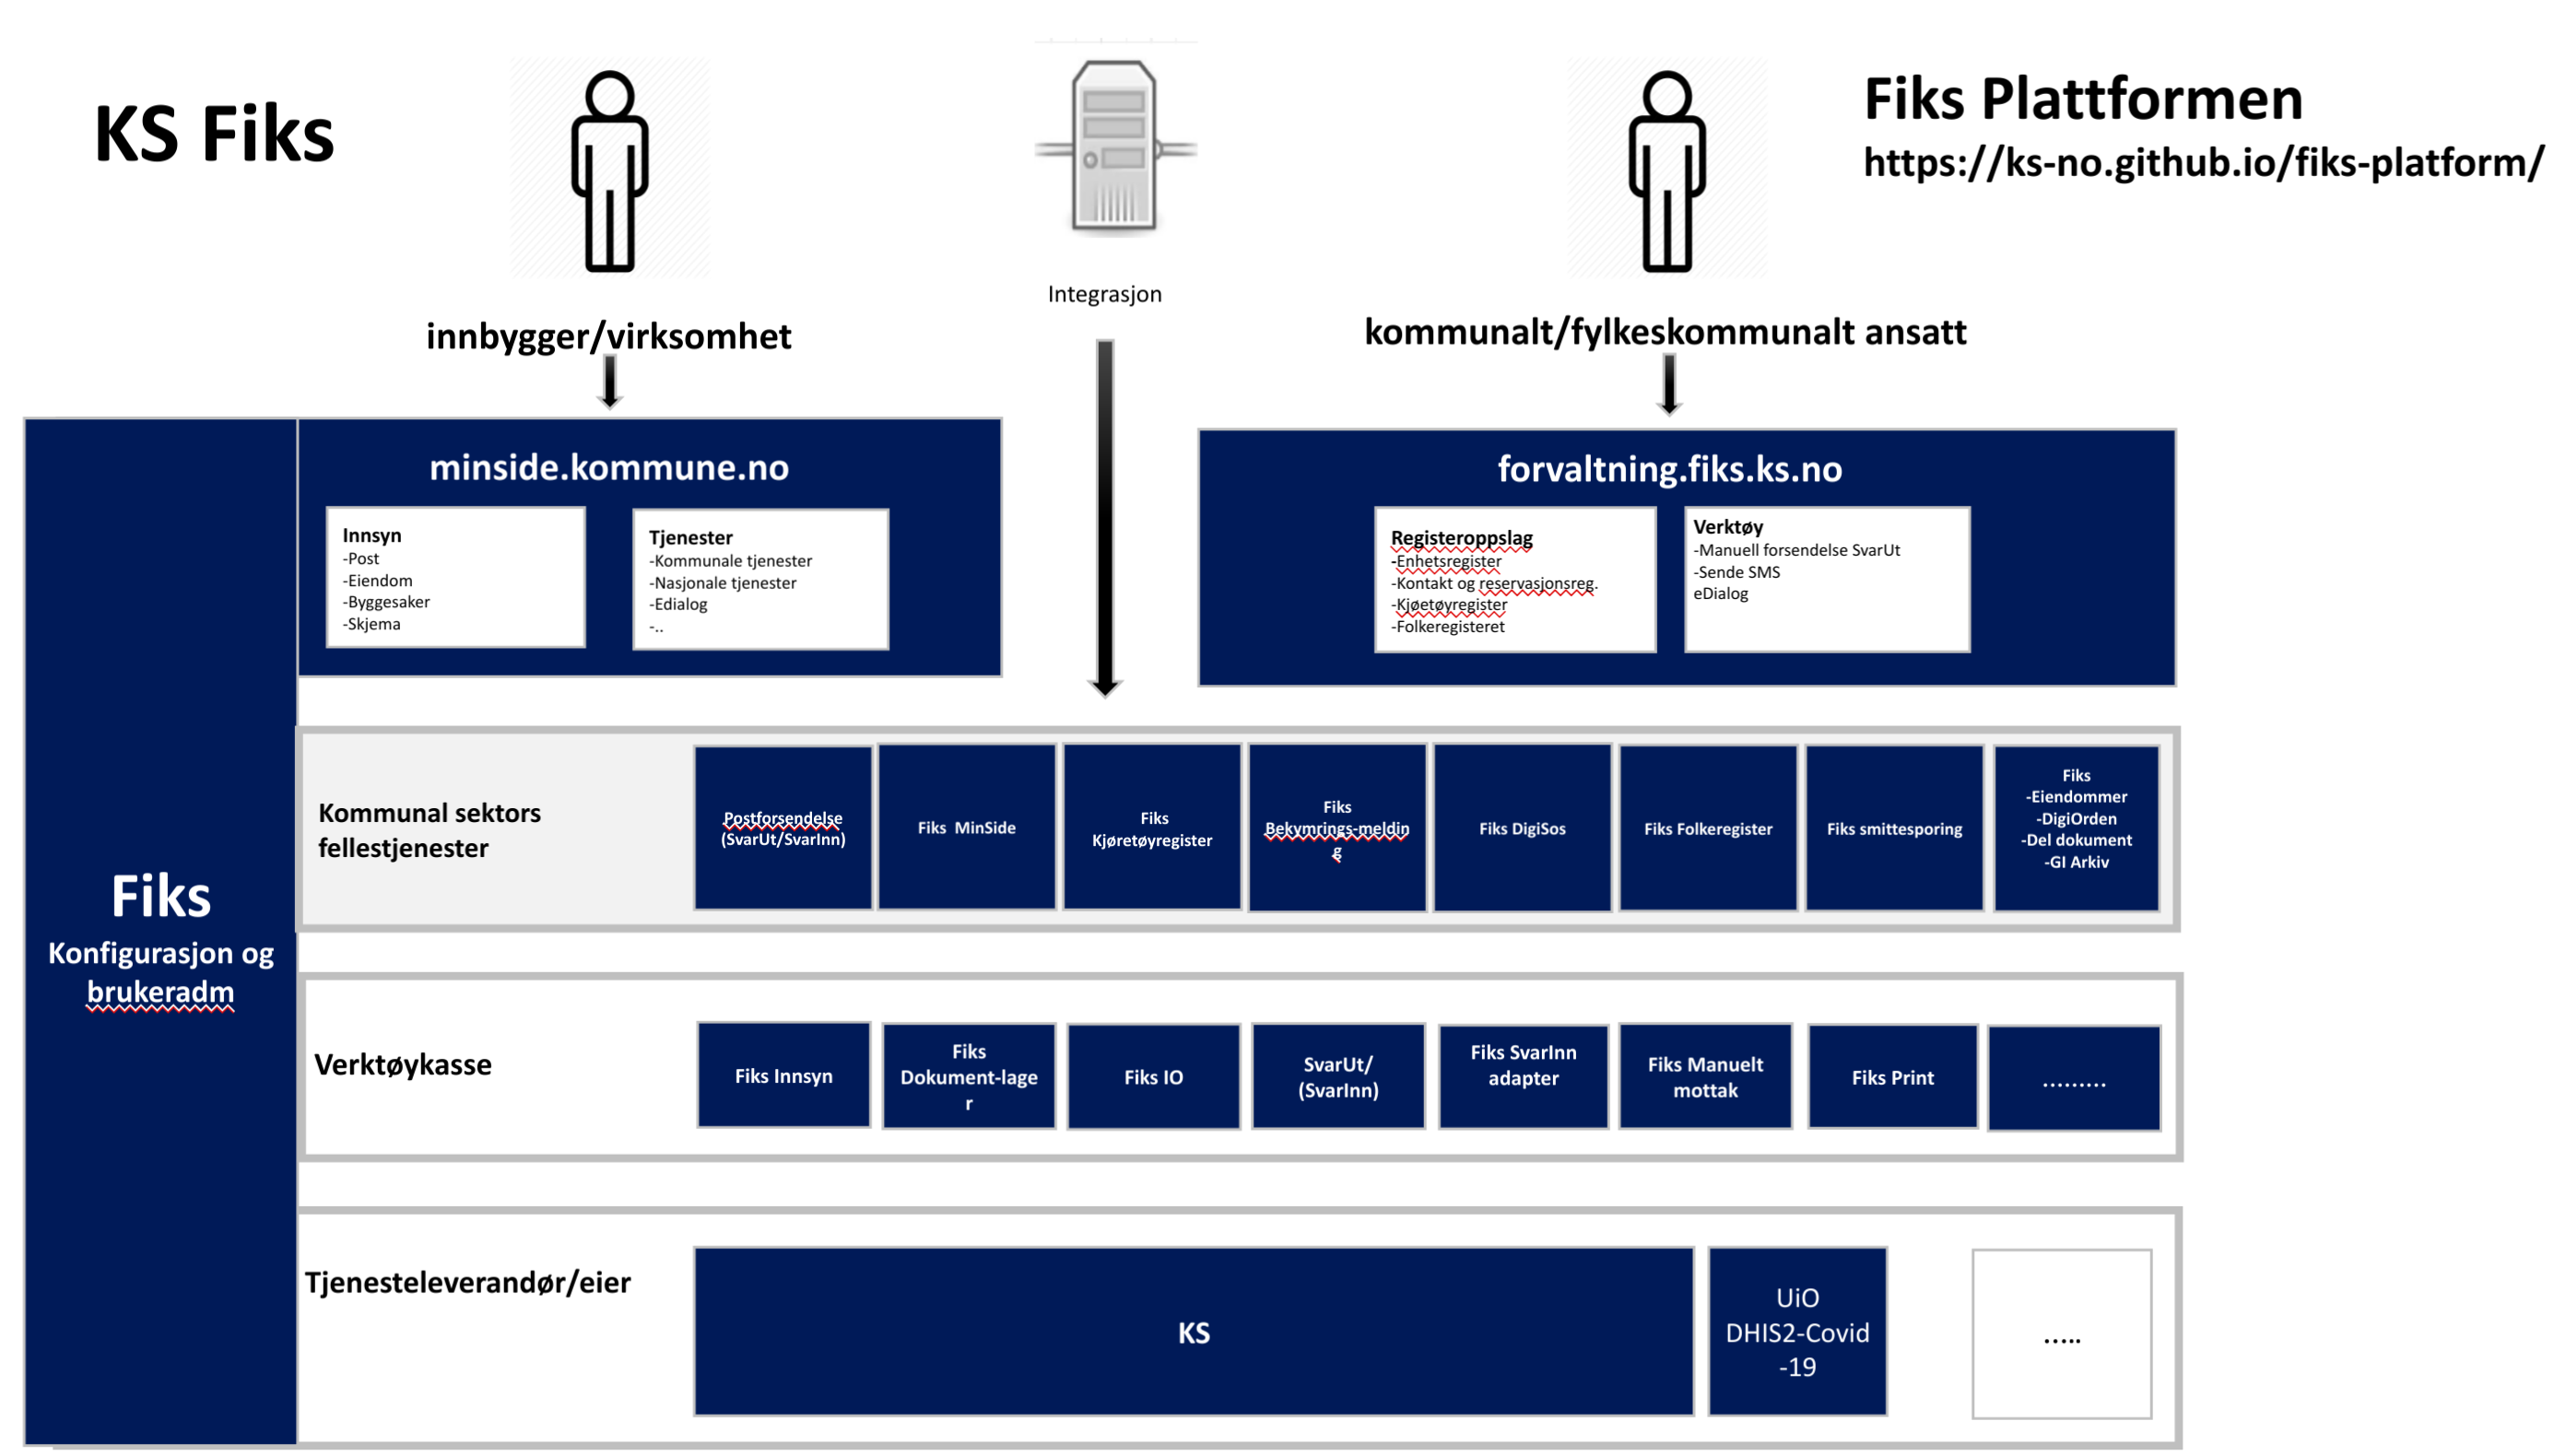 KS Fiks
Fiks Plattformen
https://ks-no.github.io/fiks-platform/
Integrasjon
innbygger/virksomhet
kommunalt/fylkeskommunalt ansatt
minside.kommune.no
Innsyn
-Post
-Eiendom
-Byggesaker
-Skjema
Tjenester
-Kommunale tjenester
-Nasjonale tjenester
-Edialog
-..
forvaltning.fiks.ks.no
Registeroppslag
-Enhetsregister
-Kontakt og reservasjonsreg.
-Kjøetøyregister
-Folkeregisteret
Verktøy
-Manuell forsendelse SvarUt
-Sende SMS
eDialog
Fiks
Konfigurasjon og
brukeradm
Kommunal sektors
fellestjenester
Postforsendelse
(SvarUt/SvarInn)
Fiks MinSide
Fiks
Kjøretøyregister
Fiks
Bekymrings-meldin
g
Fiks DigiSos
Fiks Folkeregister
Fiks smittesporing
Fiks
-Eiendommer
-DigiOrden
-Del dokument
-GI Arkiv
Verktøykasse
Fiks Innsyn
Fiks
Dokument-lage
r
Fiks IO
SvarUt/
(SvarInn)
Fiks SvarInn
adapter
Fiks Manuelt
mottak
Fiks Print
.........
Tjenesteleverandør/eier
KS
UiO
DHIS2-Covid
-19
.....